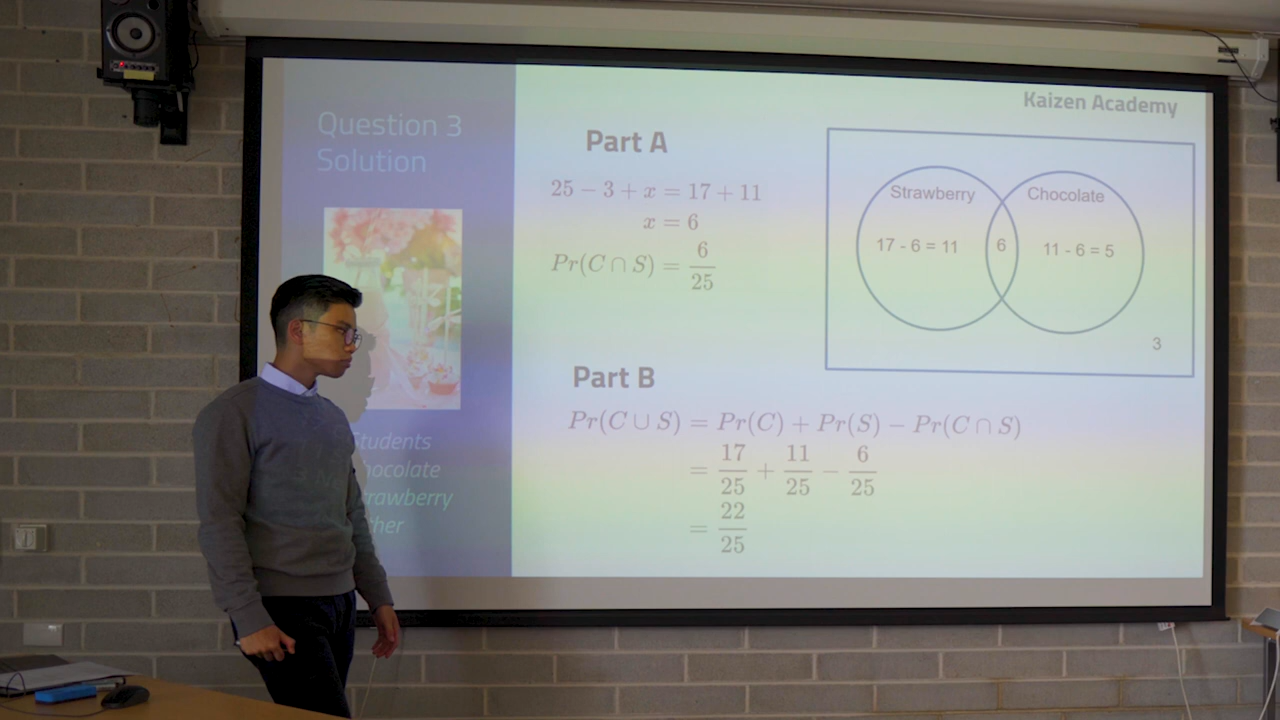 Kaizen Academy
Question 3
Solution
Students
hocolate
trawberry
ther
Part A
25 − 3 + x = 17 + 11
x = 6
Pr(C ∩ S) = 6/25
Strawberry Chocolate
17 - 6 = 11 6 11 - 6 = 5
3
Part B
Pr(C ∪ S) = Pr(C) + Pr(S) − Pr(C ∩ S)
= 17/25 + 11/25 − 6/25
= 22/25